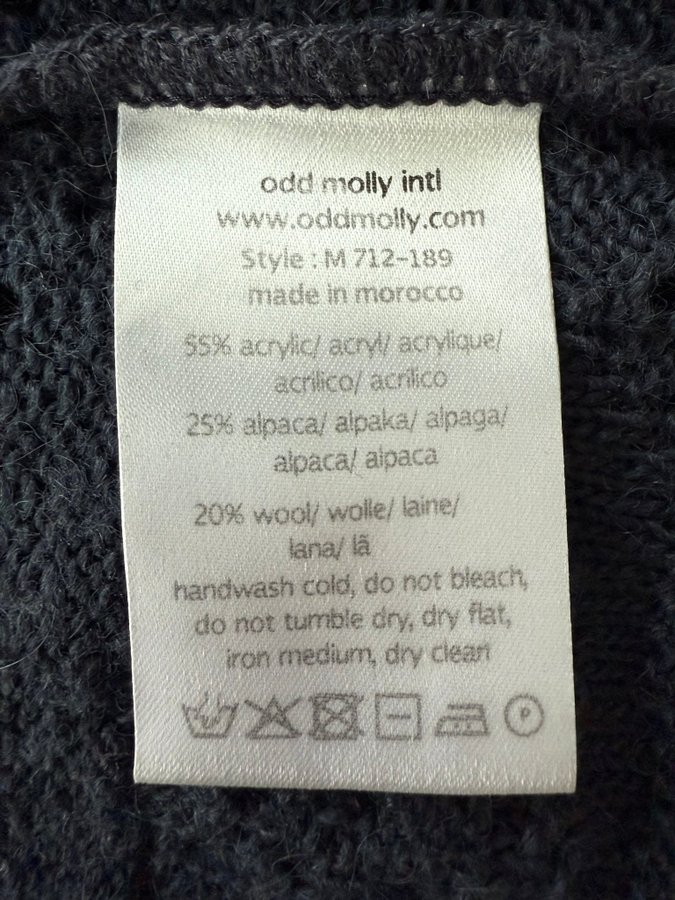 odd molly intl
www.oddmolly.com
Style : M 712-189
made in morocco
55% acrylic/ acryl/ acrylique/
acrilico/ acrílico
25% alpaca/ alpaka/ alpaga/
alpaca/ alpaca
20% wool/ wolle/ laine/
lana/ lã
handwash cold, do not bleach,
do not tumble dry, dry flat,
iron medium, dry clean
P